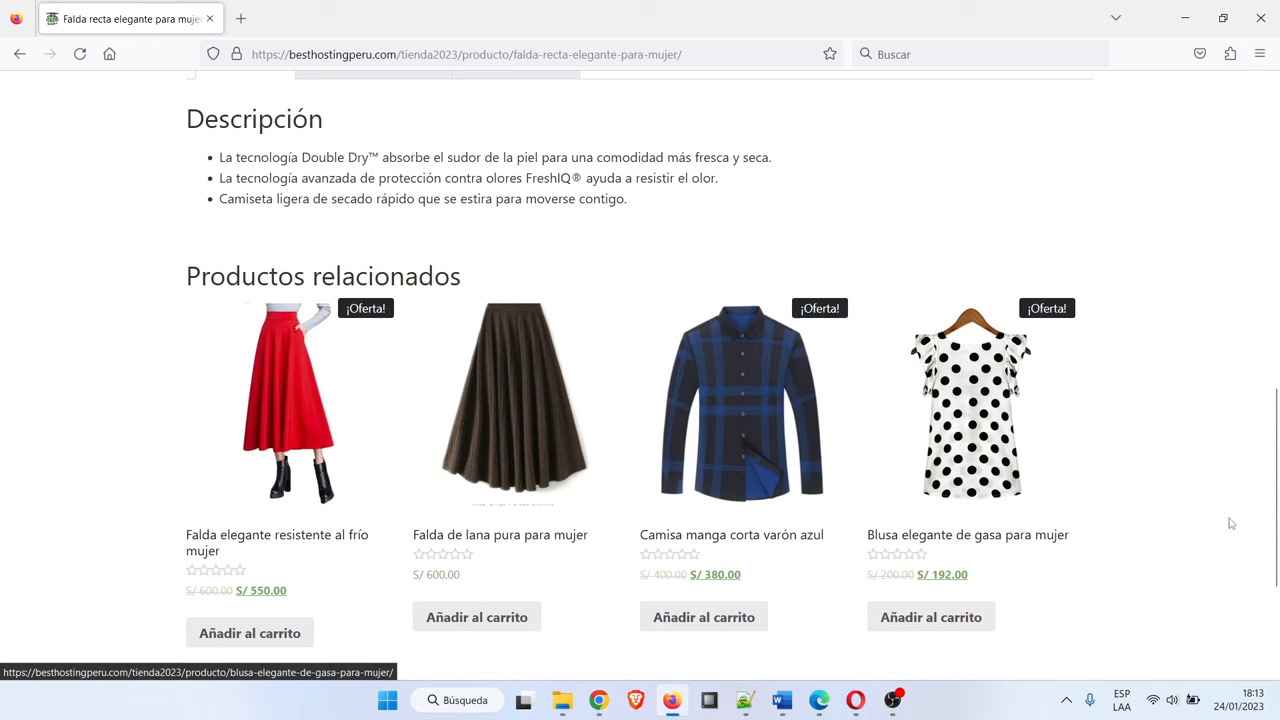 Falda recta elegante para mujer
https://besthostingperu.com/tienda2023/producto/falda-recta-elegante-para-mujer/
Buscar
Descripción
La tecnología Double Dry™ absorbe el sudor de la piel para una comodidad más fresca y seca.
La tecnología avanzada de protección contra olores FreshIQ® ayuda a resistir el olor.
Camiseta ligera de secado rápido que se estira para moverse contigo.
Productos relacionados
¡Oferta!
¡Oferta!
¡Oferta!
Falda elegante resistente al frío
mujer
S/ 600.00 S/ 550.00
Añadir al carrito
Falda de lana pura para mujer
S/ 600.00
Añadir al carrito
Camisa manga corta varón azul
S/ 400.00 S/ 380.00
Añadir al carrito
Blusa elegante de gasa para mujer
S/ 200.00 S/ 192.00
Añadir al carrito
https://besthostingperu.com/tienda2023/producto/blusa-elegante-de-gasa-para-mujer/
Búsqueda
ESP
LAA
18:13
24/01/2023